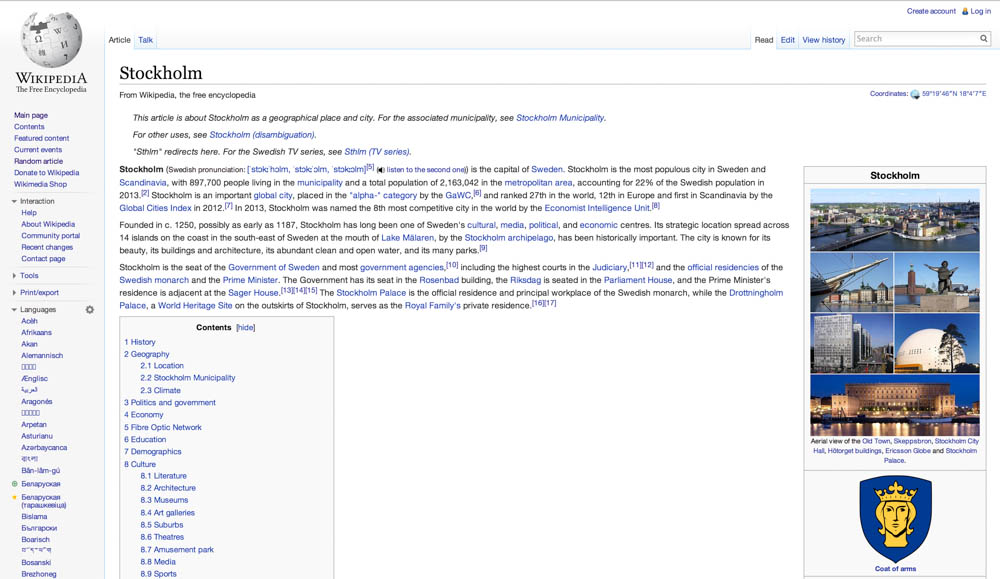 Create account Log in
Article Talk Read Edit View history Search
WIKIPEDIA
The Free Encyclopedia
Main page
Contents
Featured content
Current events
Random article
Donate to Wikipedia
Wikimedia Shop
Interaction
Help
About Wikipedia
Community portal
Recent changes
Contact page
Tools
Print/export
Languages
Acèh
Afrikaans
Akan
Alemannisch
Ænglisc
العربية
Aragonés
Arpetan
Asturianu
Azərbaycanca
বাংলা
Bân-lâm-gú
Беларуская
Беларуская
(тарашкевіца)
Bislama
Български
Boarisch
Bosanski
Brezhoneg
Stockholm
From Wikipedia, the free encyclopedia
Coordinates: 59°19′46″N 18°4′7″E
This article is about Stockholm as a geographical place and city. For the associated municipality, see Stockholm Municipality.
For other uses, see Stockholm (disambiguation).
"Sthlm" redirects here. For the Swedish TV series, see Sthlm (TV series).
Stockholm (Swedish pronunciation: [5] ( listen to the second one)) is the capital of Sweden. Stockholm is the most populous city in Sweden and
Scandinavia, with 897,700 people living in the municipality and a total population of 2,163,042 in the metropolitan area, accounting for 22% of the Swedish population in
2013.[2] Stockholm is an important global city, placed in the "alpha-" category by the GaWC,[6] and ranked 27th in the world, 12th in Europe and first in Scandinavia by the
Global Cities Index in 2012.[7] In 2013, Stockholm was named the 8th most competitive city in the world by the Economist Intelligence Unit.[8]
Founded in c. 1250, possibly as early as 1187, Stockholm has long been one of Sweden's cultural, media, political, and economic centres. Its strategic location spread across
14 islands on the coast in the south-east of Sweden at the mouth of Lake Mälaren, by the Stockholm archipelago, has been historically important. The city is known for its
beauty, its buildings and architecture, its abundant clean and open water, and its many parks.[9]
Stockholm is the seat of the Government of Sweden and most government agencies,[10] including the highest courts in the Judiciary,[11][12] and the official residencies of the
Swedish monarch and the Prime Minister. The Government has its seat in the Rosenbad building, the Riksdag is seated in the Parliament House, and the Prime Minister's
residence is adjacent at the Sager House.[13][14][15] The Stockholm Palace is the official residence and principal workplace of the Swedish monarch, while the Drottningholm
Palace, a World Heritage Site on the outskirts of Stockholm, serves as the Royal Family's private residence.[16][17]
Contents [hide]
1 History
2 Geography
2.1 Location
2.2 Stockholm Municipality
2.3 Climate
3 Politics and government
4 Economy
5 Fibre Optic Network
6 Education
7 Demographics
8 Culture
8.1 Literature
8.2 Architecture
8.3 Museums
8.4 Art galleries
8.5 Suburbs
8.6 Theatres
8.7 Amusement park
8.8 Media
8.9 Sports
Stockholm
Aerial view of the Old Town, Skeppsbron, Stockholm City
Hall, Hötorget buildings, Ericsson Globe and Stockholm
Palace.
Coat of arms